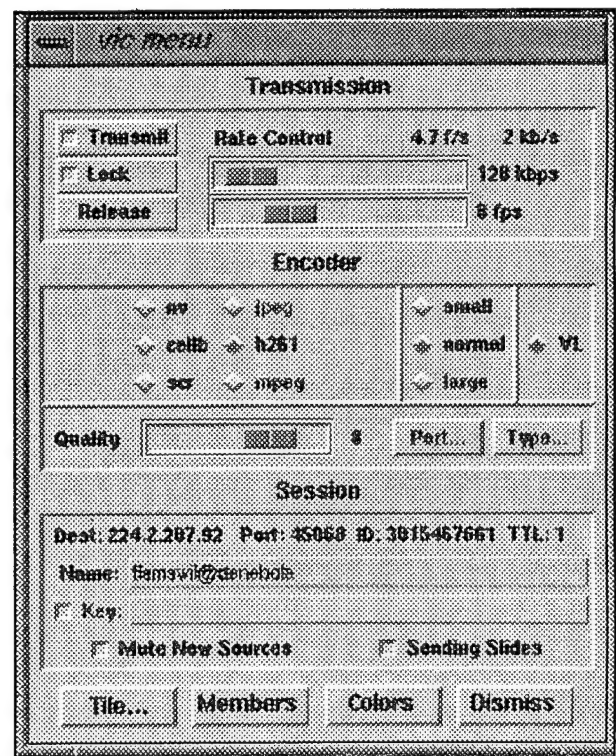 vic menu
Transmission
Transmit Rate Control 4.7 f/s 2 kb/s
Lock 128 kbps
Release 8 fps
Encoder
nv jpeg small
cellb h261 normal VL
scr mpeg large
Quality 8 Port... Type...
Session
Dest: 224.2.207.92 Port: 45068 ID: 3015467661 TTL: 1
Name:
Key:
Mute New Sources Sending Slides
Tile... Members Colors Dismiss